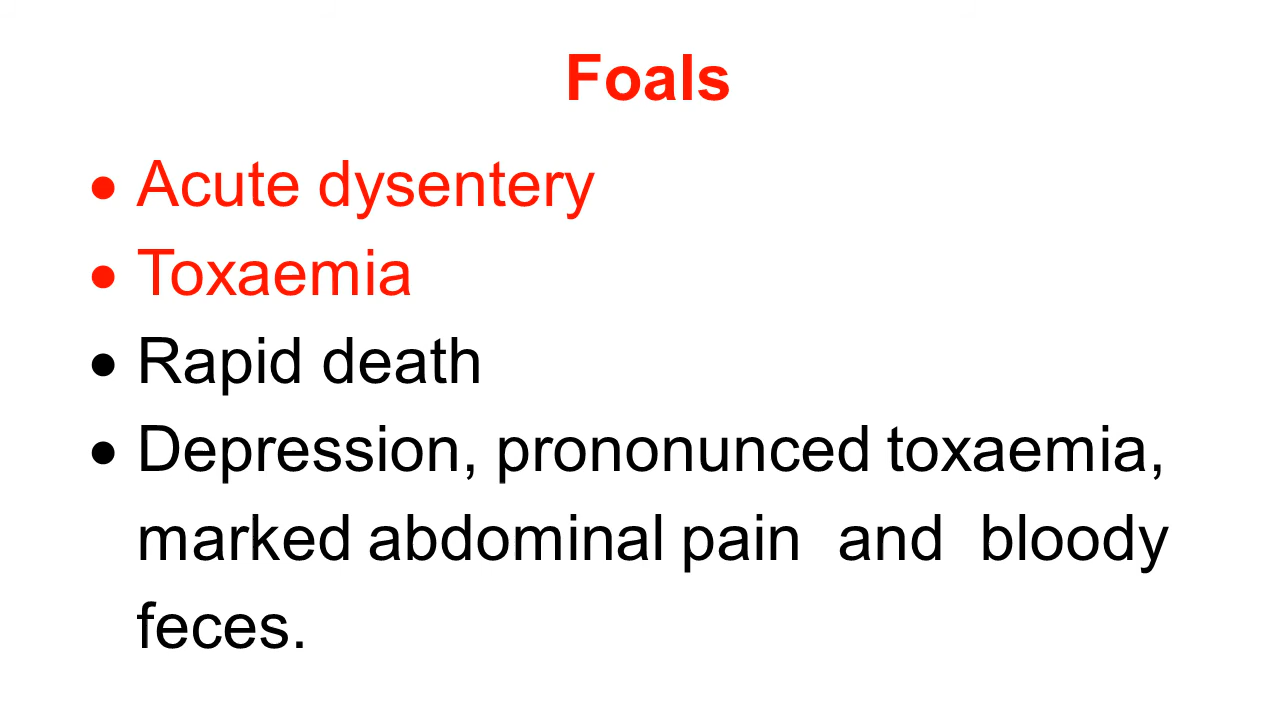 Foals
• Acute dysentery
• Toxaemia
• Rapid death
• Depression, prononunced toxaemia,
marked abdominal pain and bloody
feces.